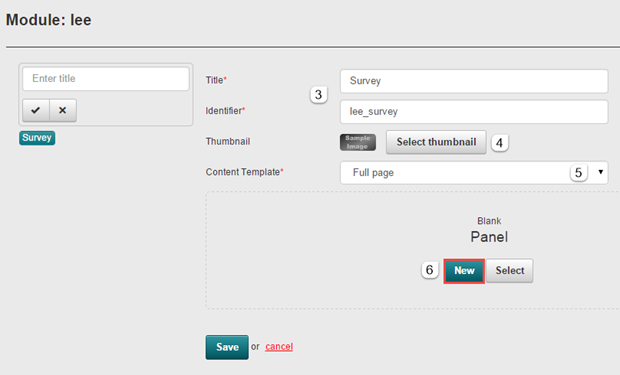 Module: lee
Enter title
Survey
Title*
Survey
3
Identifier*
lee_survey
Thumbnail
Sample
Image
Select thumbnail
4
Content Template*
Full page
5
Blank
Panel
6
New
Select
Save or cancel